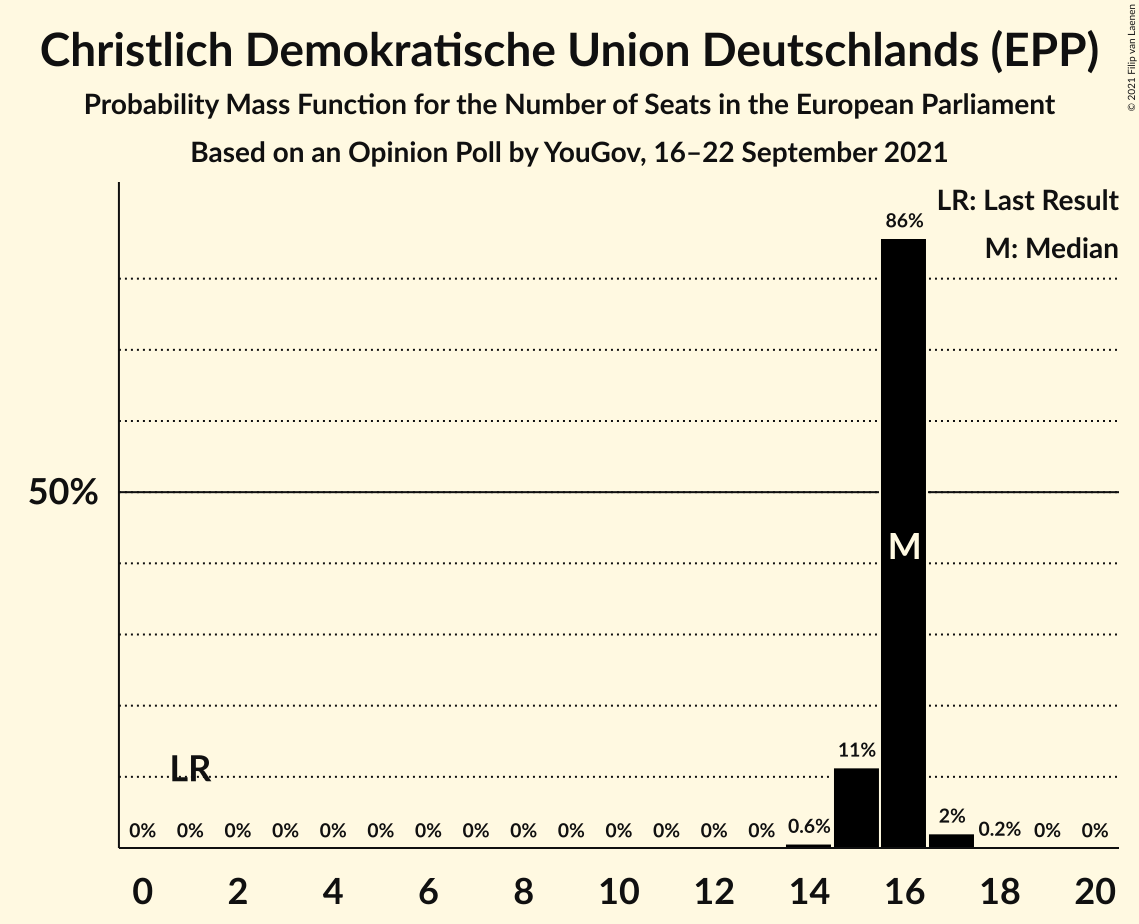 Christlich Demokratische Union Deutschlands (EPP)
Probability Mass Function for the Number of Seats in the European Parliament
Based on an Opinion Poll by YouGov, 16–22 September 2021
© 2021 Filip van Laenen
LR: Last Result
M: Median
86%
50%
M
11%
LR
0% 0% 0% 0% 0% 0% 0% 0% 0% 0% 0% 0% 0% 0% 0.6% 2% 0.2% 0% 0%
0 2 4 6 8 10 12 14 16 18 20